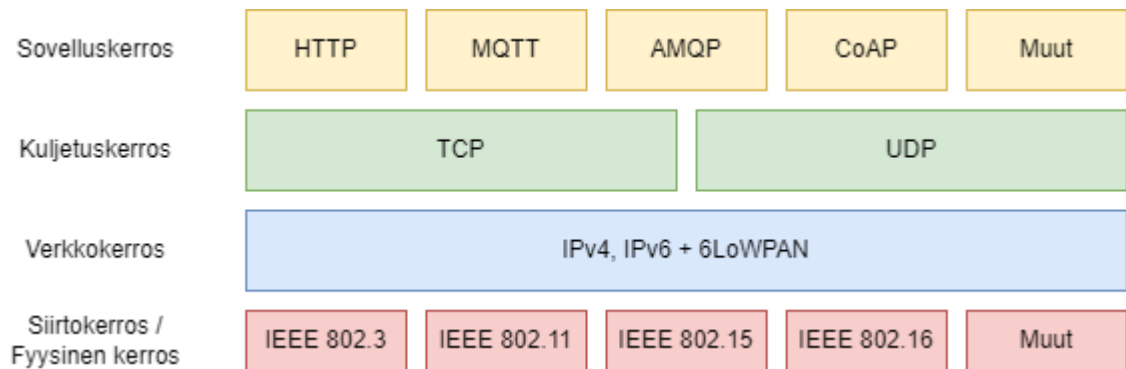 Sovelluskerros
HTTP
MQTT
AMQP
CoAP
Muut
Kuljetuskerros
TCP
UDP
Verkkokerros
IPv4, IPv6 + 6LoWPAN
Siirtokerros /
Fyysinen kerros
IEEE 802.3
IEEE 802.11
IEEE 802.15
IEEE 802.16
Muut